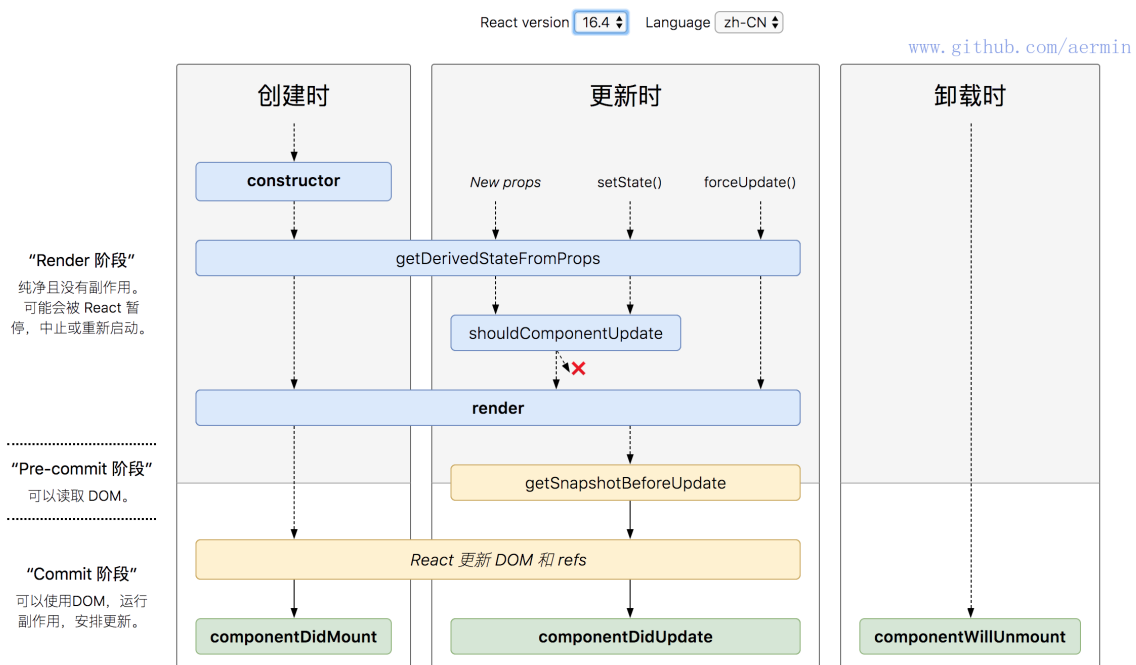 React version 16.4 Language zh-CN
www.github.com/aermin
创建时
更新时
卸载时
constructor
New props
setState()
forceUpdate()
“Render 阶段”
纯净且没有副作用。
可能会被 React 暂
停，中止或重新启动。
getDerivedStateFromProps
shouldComponentUpdate
render
“Pre-commit 阶段”
可以读取 DOM。
getSnapshotBeforeUpdate
“Commit 阶段”
可以使用DOM，运行
副作用，安排更新。
React 更新 DOM 和 refs
componentDidMount
componentDidUpdate
componentWillUnmount